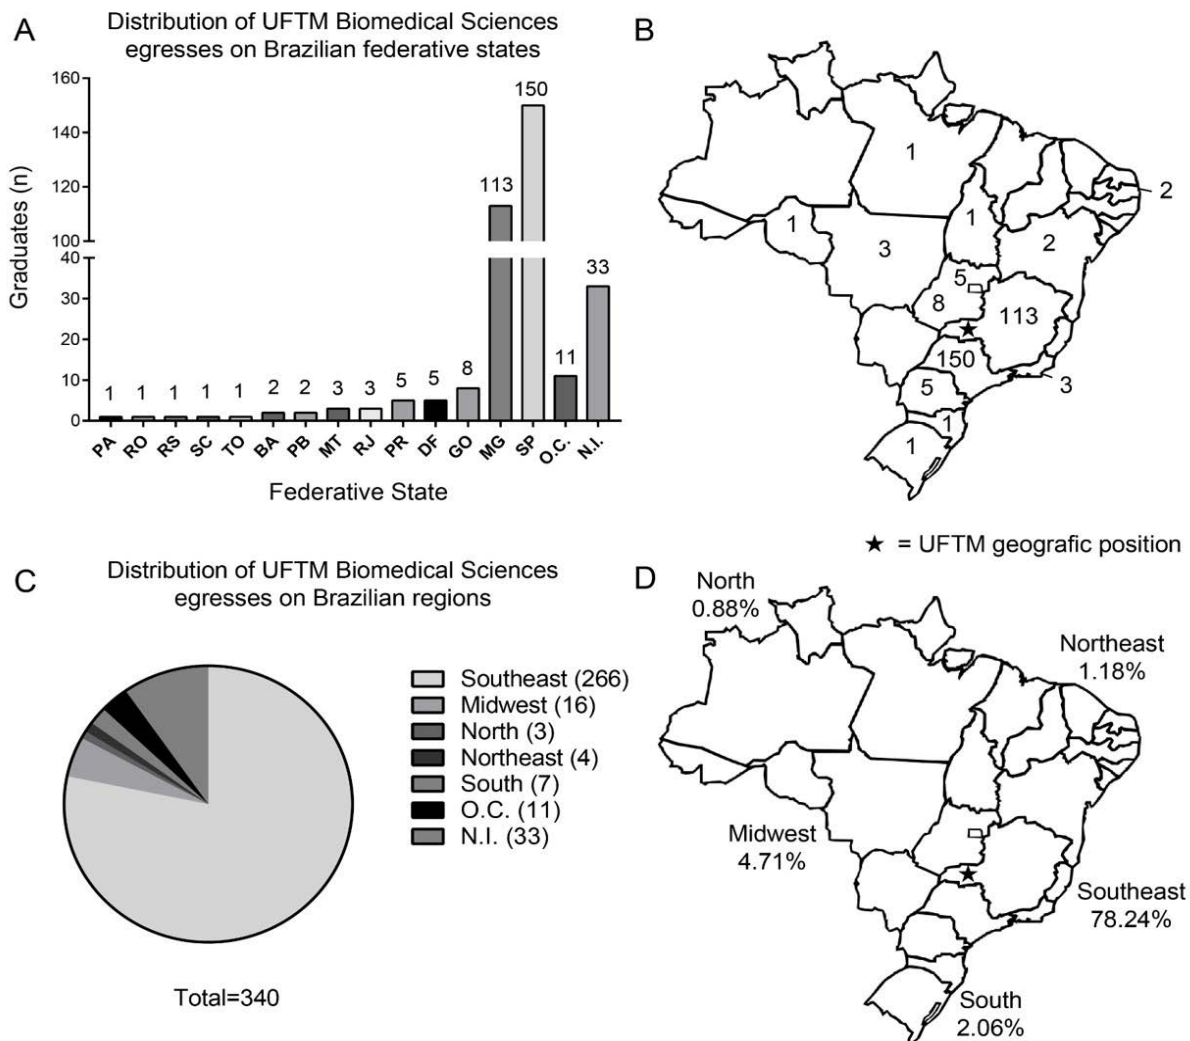 A
Distribution of UFTM Biomedical Sciences
egresses on Brazilian federative states
Graduates (n)
160
140
120
100
40
30
20
10
0
1 1 1 1 1 2 2 3 3 5 5 8 113 150 11 33
PA RO RS SC TO BA PB MT RJ PR DF GO MG SP O.C. N.I.
Federative State
B
1
2
1
1
3
2
5
8
113
150
3
5
1
1
★ = UFTM geografic position
C
Distribution of UFTM Biomedical Sciences
egresses on Brazilian regions
Southeast (266)
Midwest (16)
North (3)
Northeast (4)
South (7)
O.C. (11)
N.I. (33)
Total=340
D
North
0.88%
Northeast
1.18%
Midwest
4.71%
Southeast
78.24%
South
2.06%